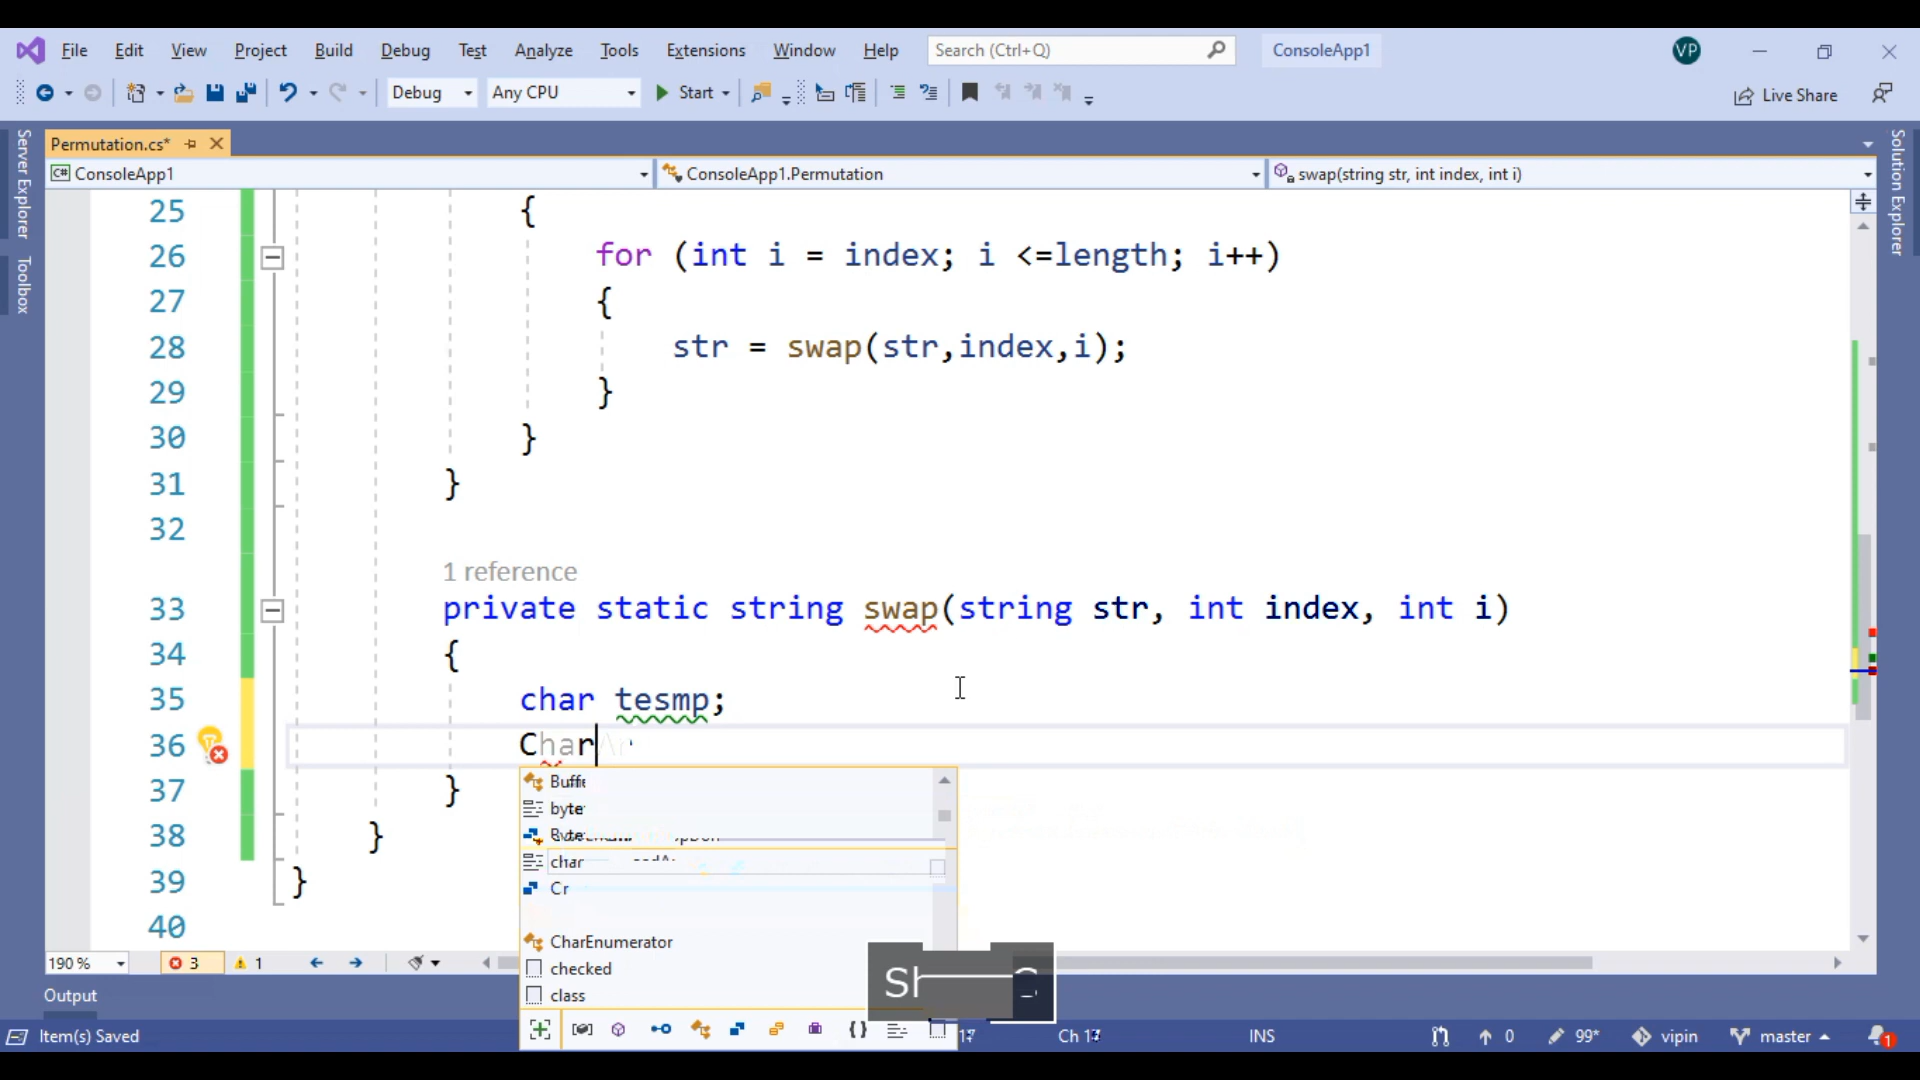 File Edit View Project Build Debug Test Analyze Tools Extensions Window Help Search (Ctrl+Q) ConsoleApp1 VP
Debug Any CPU Start Live Share
Server Explorer
Toolbox
Solution Explorer
Permutation.cs*
C# ConsoleApp1 ConsoleApp1.Permutation swap(string str, int index, int i)
25 {
26 for (int i = index; i <=length; i++)
27 {
28 str = swap(str,index,i);
29 }
30 }
31 }
32
1 reference
33 private static string swap(string str, int index, int i)
34 {
35 char tesmp;
36 Char
37 }
38 }
39 }
40
byte
char
CharEnumerator
checked
class
190 % 3 1
Output
Item(s) Saved INS 0 99* vipin master 1